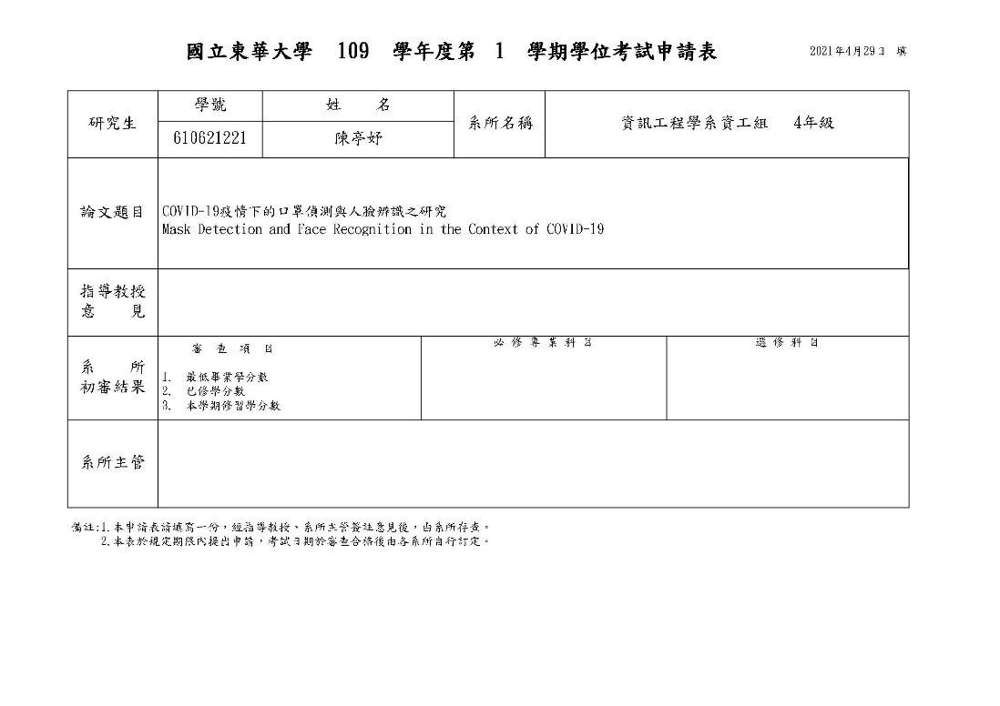 國立東華大學 109 學年度第 1 學期學位考試申請表
2021年4月29日 填
研究生
學號
姓 名
610621221
陳亭妤
系所名稱
資訊工程學系資工組 4年級
論文題目
COVID-19疫情下的口罩偵測與人臉辨識之研究
Mask Detection and Face Recognition in the Context of COVID-19
指導教授
意 見
系 所
初審結果
審 查 項 目
1. 最低畢業學分數
2. 已修學分數
3. 本學期修習學分數
必 修 專 業 科 目
選 修 科 目
系所主管
備註:1.本申請表請填寫一份，經指導教授、系所主管簽註意見後，由系所存查。
2.本表於規定期限內提出申請，考試日期於審查合格後由各系所自行訂定。